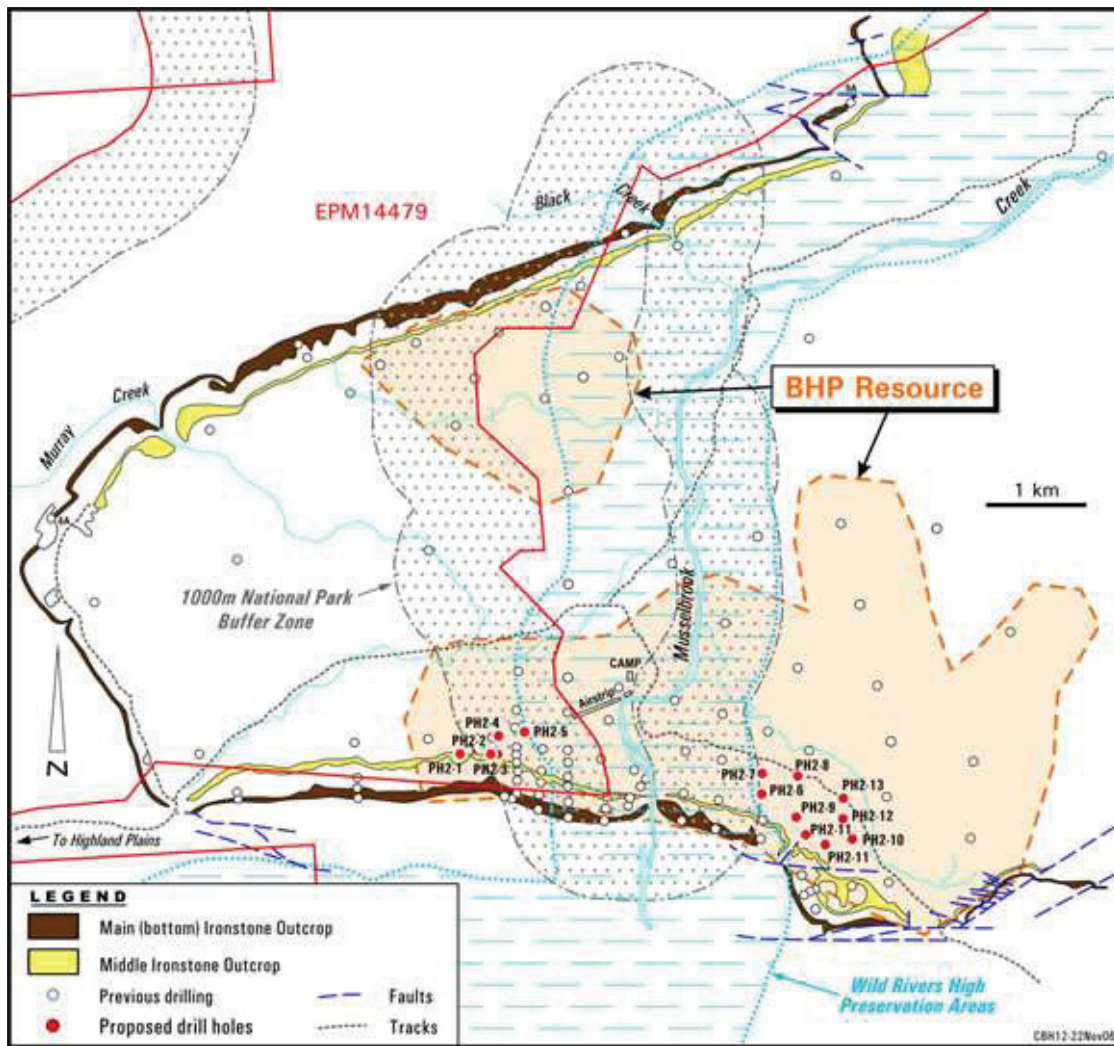 EPM14479
Black
Creek
Creek
Murray
Creek
4A
BHP Resource
1 km
1000m National Park
Buffer Zone
Musselbrook
CAMP
Airstrip
N
PH2-4
PH2-5
PH2-2
PH2-1
PH2-3
PH2-7
PH2-8
PH2-6
PH2-13
PH2-9
PH2-12
PH2-11
PH2-10
PH2-11
To Highland Plains
Wild Rivers High
Preservation Areas
LEGEND
Main (bottom) Ironstone Outcrop
Middle Ironstone Outcrop
Previous drilling
Faults
Proposed drill holes
Tracks
CBH12-22Nov06